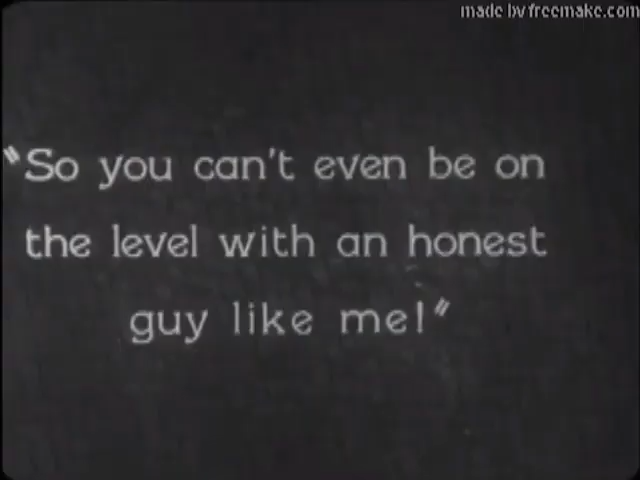 made by freemake.com
"So you can't even be on
the level with an honest
guy like me!"